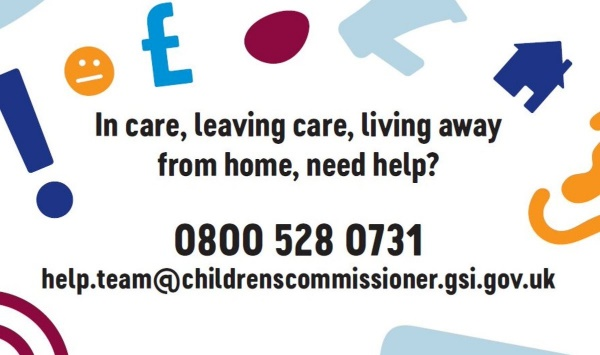 In care, leaving care, living away
from home, need help?
0800 528 0731
help.team@childrenscommissioner.gsi.gov.uk